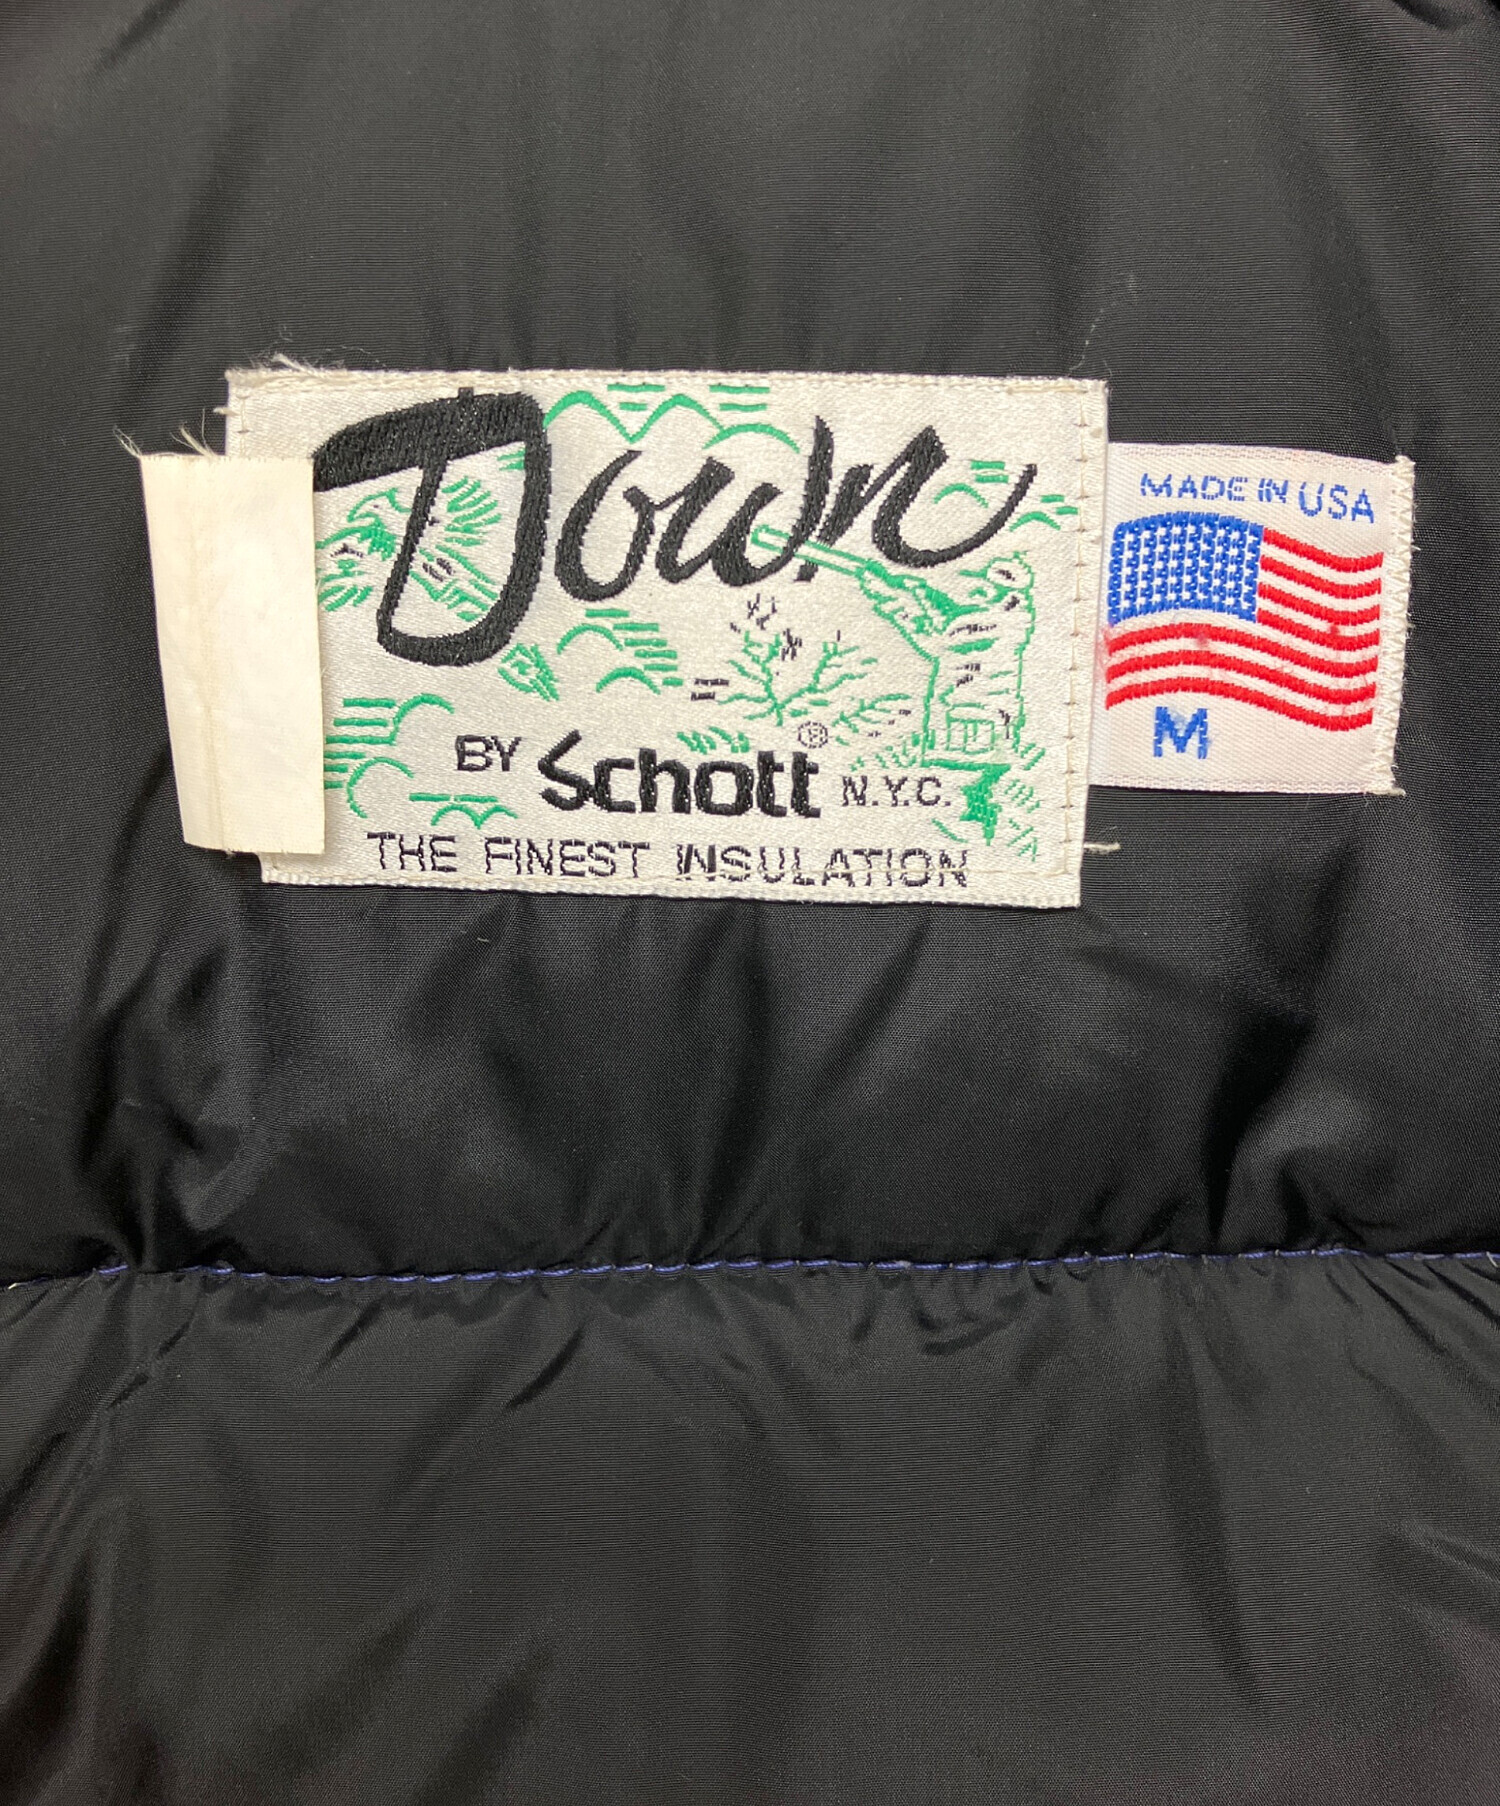 Down
BY Schott® N.Y.C.
THE FINEST INSULATION
MADE IN USA
M